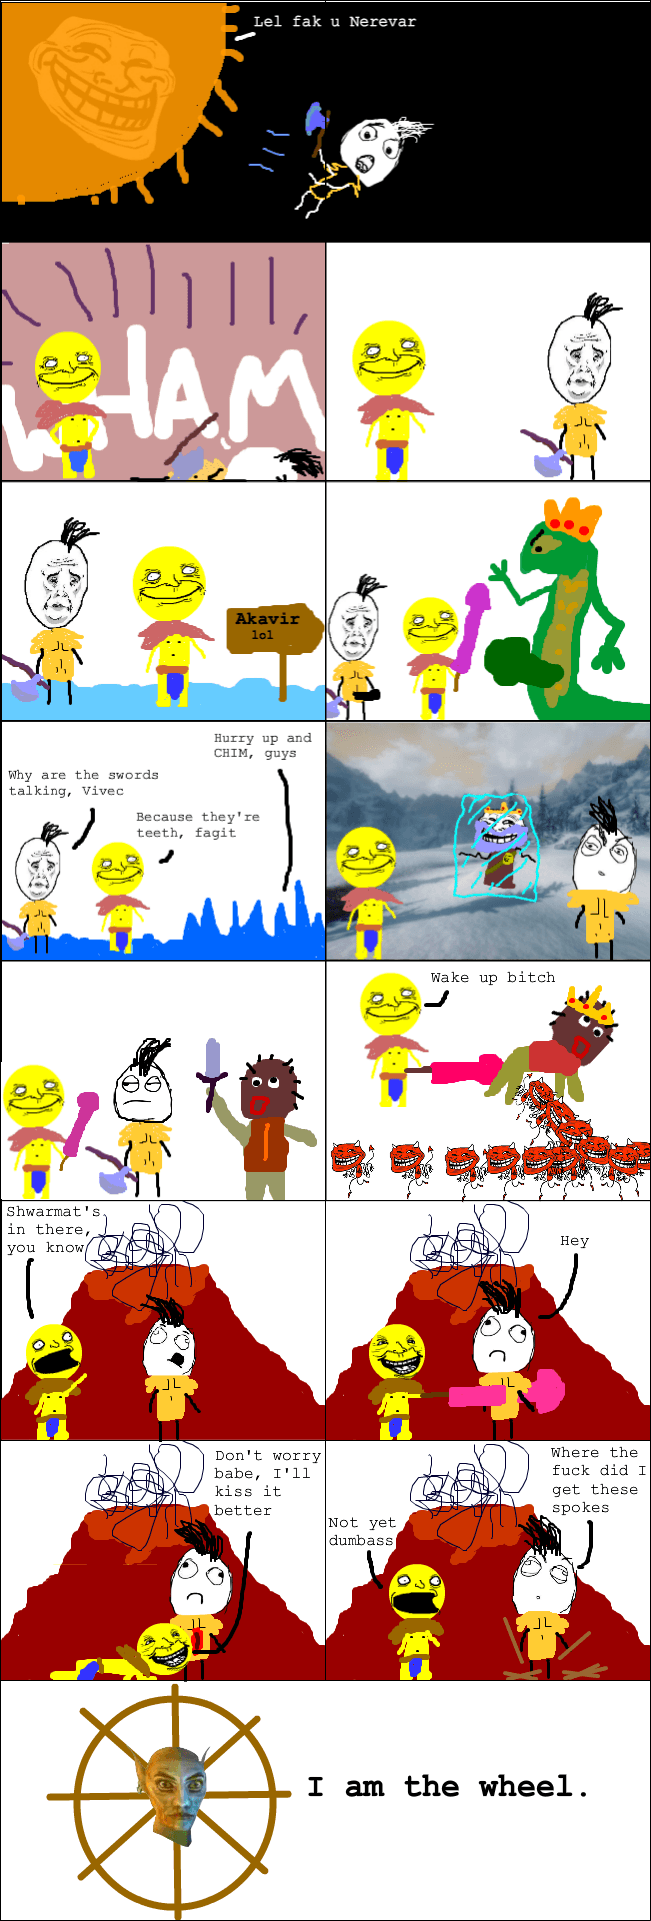 Lel fak u Nerevar
WHAM
Akavir
lol
Hurry up and
CHIM, guys
Why are the swords
talking, Vivec
Because they're
teeth, fagit
Wake up bitch
Shwarmat's
in there,
you know
Hey
Don't worry
babe, I'll
kiss it
better
Where the
fuck did I
get these
spokes
Not yet
dumbass
I am the wheel.